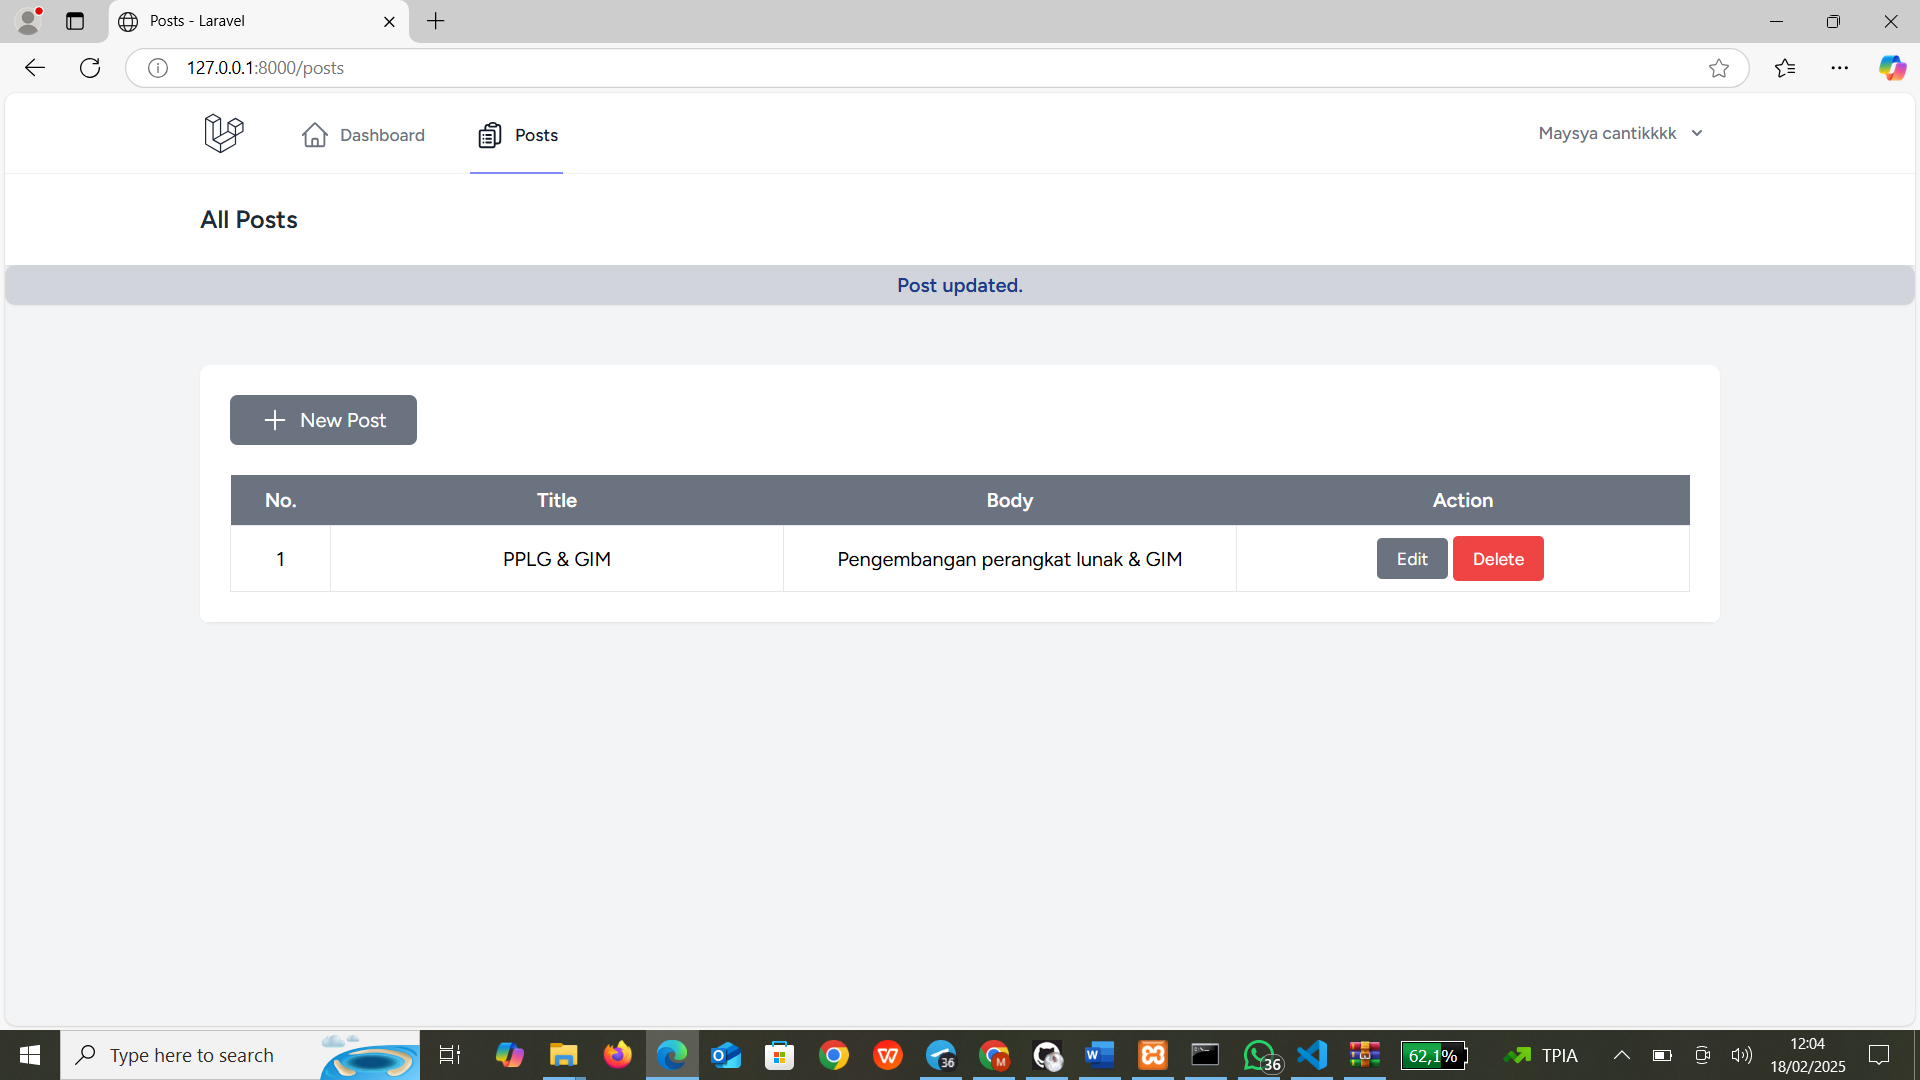 Posts - Laravel
127.0.0.1:8000/posts
Dashboard
Posts
Maysya cantikkkk
All Posts
Post updated.
New Post
No. Title Body Action
1 PPLG & GIM Pengembangan perangkat lunak & GIM Edit Delete
Type here to search
36
M
36
62,1%
TPIA
12:04
18/02/2025